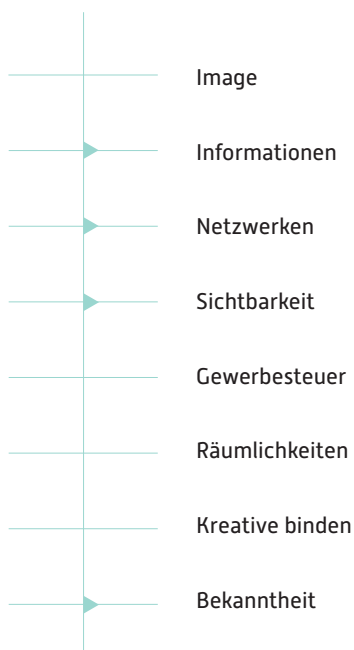 Image
Informationen
Netzwerken
Sichtbarkeit
Gewerbesteuer
Räumlichkeiten
Kreative binden
Bekanntheit